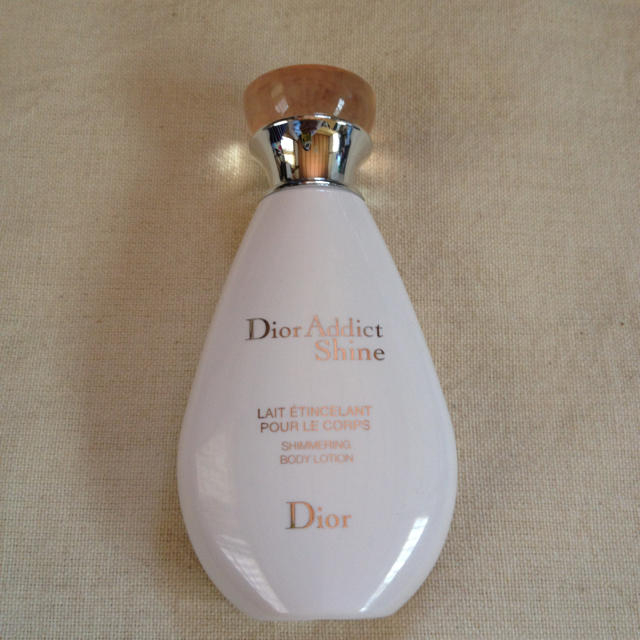 Dior Addict
Shine
LAIT ÉTINCELANT
POUR LE CORPS
SHIMMERING
BODY LOTION
Dior